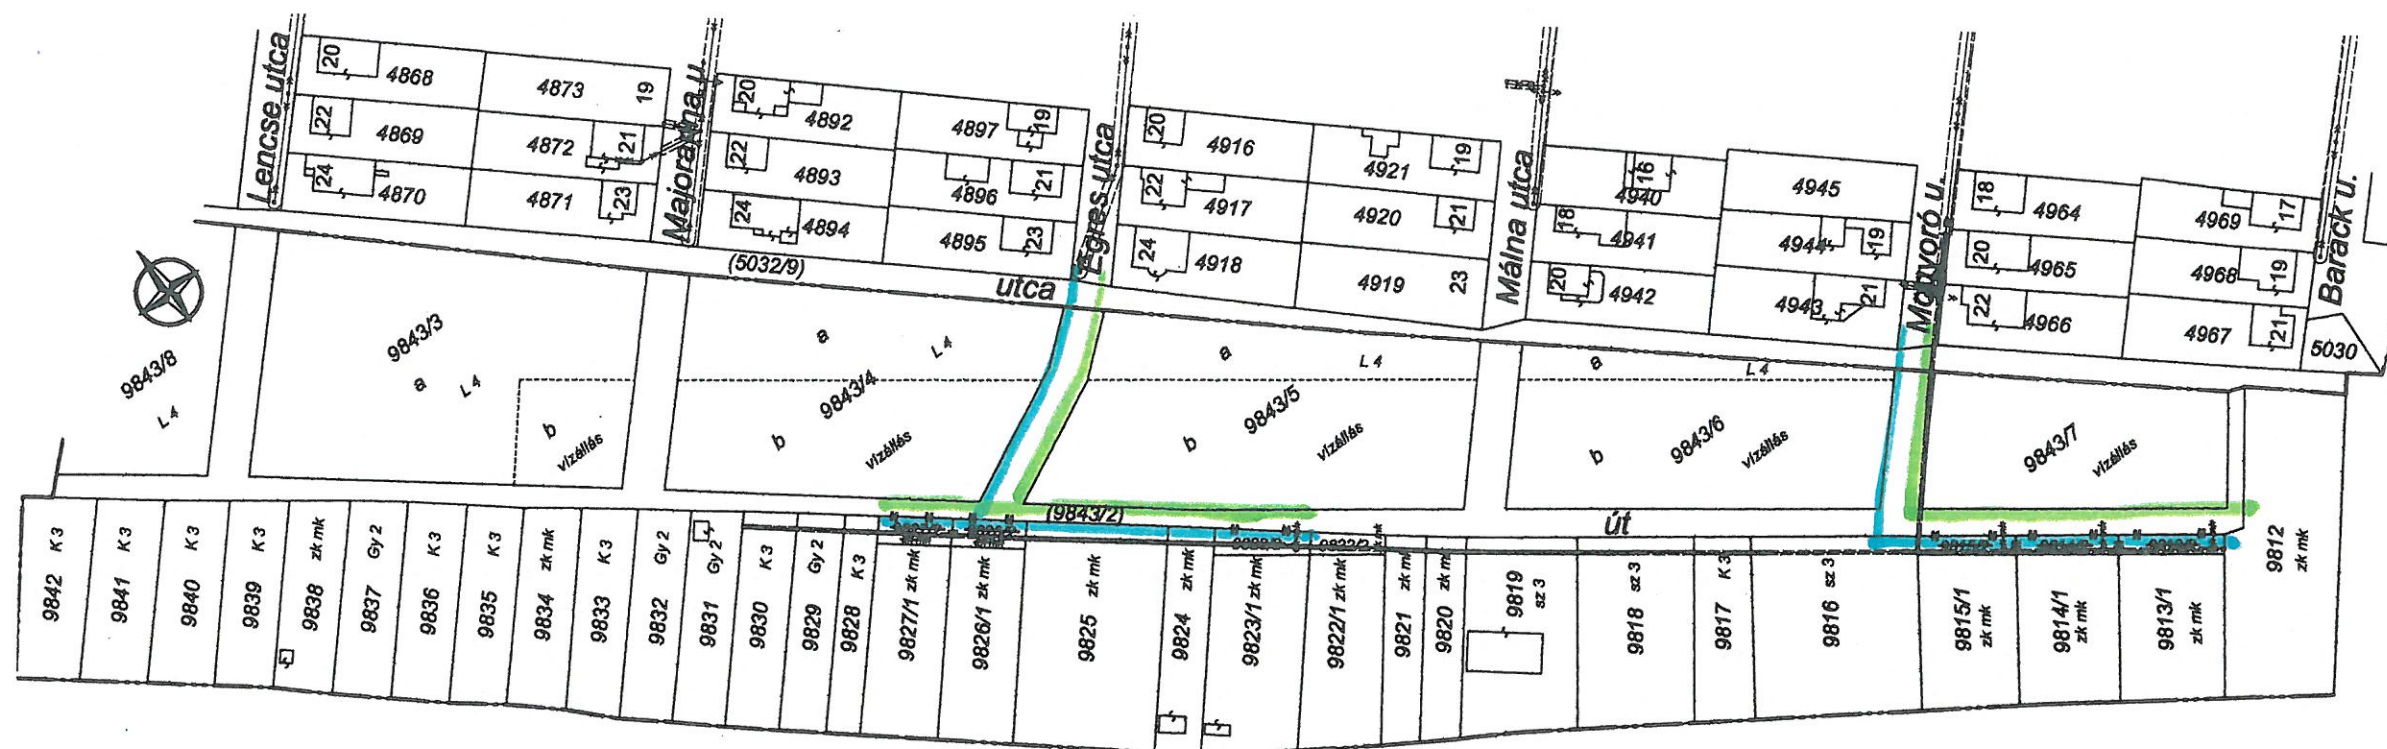 Lencse utca
20
4868
22
4869
24
4870
4873
19
4872
21
4871
23
Majoranna u.
20
4892
22
4893
24
4894
4897
19
4896
21
4895
23
Egres utca
20
4916
22
4917
24
4918
4921
19
4920
21
4919
23
Málna utca
16
4940
18
4941
20
4942
4945
4944
19
4943
21
Mogyoró u.
18
4964
20
4965
22
4966
4969
17
4968
19
4967
21
Barack u.
5030
(5032/9)
utca
9843/8
L 4
9843/3
a
L 4
b
vízállás
a
L 4
9843/4
b
vízállás
a
L 4
9843/5
b
vízállás
a
L 4
9843/6
b
vízállás
9843/7
vízállás
(9843/2)
út
9842 K 3
9841 K 3
9840 K 3
9839 K 3
9838 zk mk
9837 Gy 2
9836 K 3
9835 K 3
9834 zk mk
9833 K 3
9832 Gy 2
9831 Gy 2
9830 K 3
9829 Gy 2
9828 K 3
9827/1 zk mk
9826/1 zk mk
9825 zk mk
9824 zk mk
9823/1 zk mk
9822/1 zk mk
9821 zk mk
9820 zk mk
9819
sz 3
9818 sz 3
9817 K 3
9816 sz 3
9815/1
zk mk
9814/1
zk mk
9813/1
zk mk
9812
zk mk